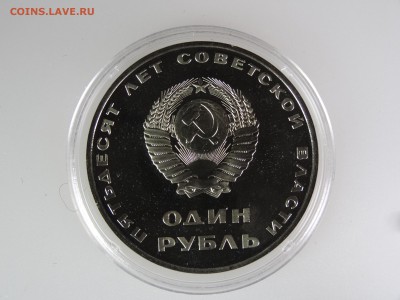 COINS.LAVE.RU
ПЯТЬДЕСЯТ ЛЕТ СОВЕТСКОЙ ВЛАСТИ
ОДИН
РУБЛЬ